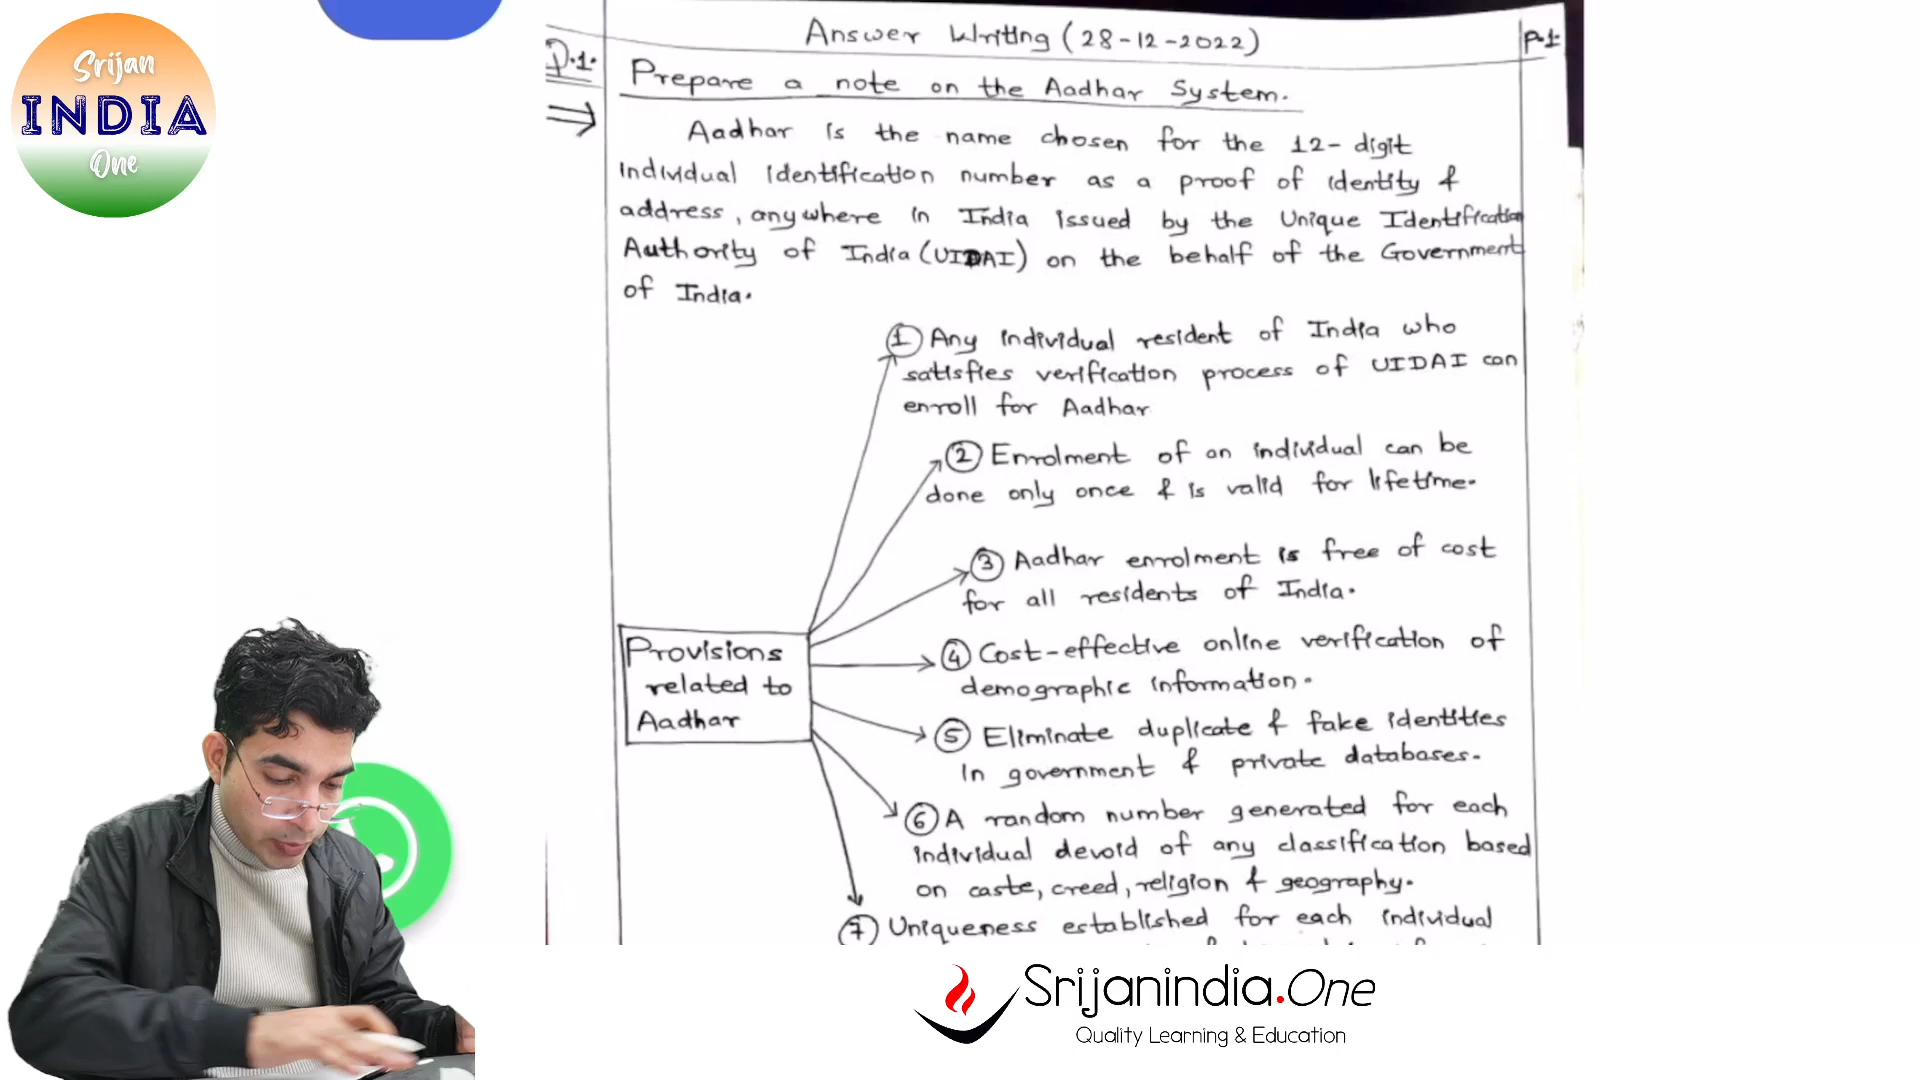 Srijan
INDIA
One
Answer Writing (28-12-2022)
P.1
D.1.
Prepare a note on the Aadhar System.
Aadhar is the name chosen for the 12-digit
individual identification number as a proof of identity &
address, anywhere in India issued by the Unique Identification
Authority of India (UIDAI) on the behalf of the Government
of India.
① Any individual resident of India who
satisfies verification process of UIDAI can
enroll for Aadhar
② Enrolment of an individual can be
done only once & is valid for lifetime.
③ Aadhar enrolment is free of cost
for all residents of India.
Provisions
related to
Aadhar
④ Cost-effective online verification of
demographic information.
⑤ Eliminate duplicate & fake identities
in government & private databases.
⑥ A random number generated for each
individual devoid of any classification based
on caste, creed, religion & geography.
⑦ Uniqueness established for each individual
Srijanindia.One
Quality Learning & Education